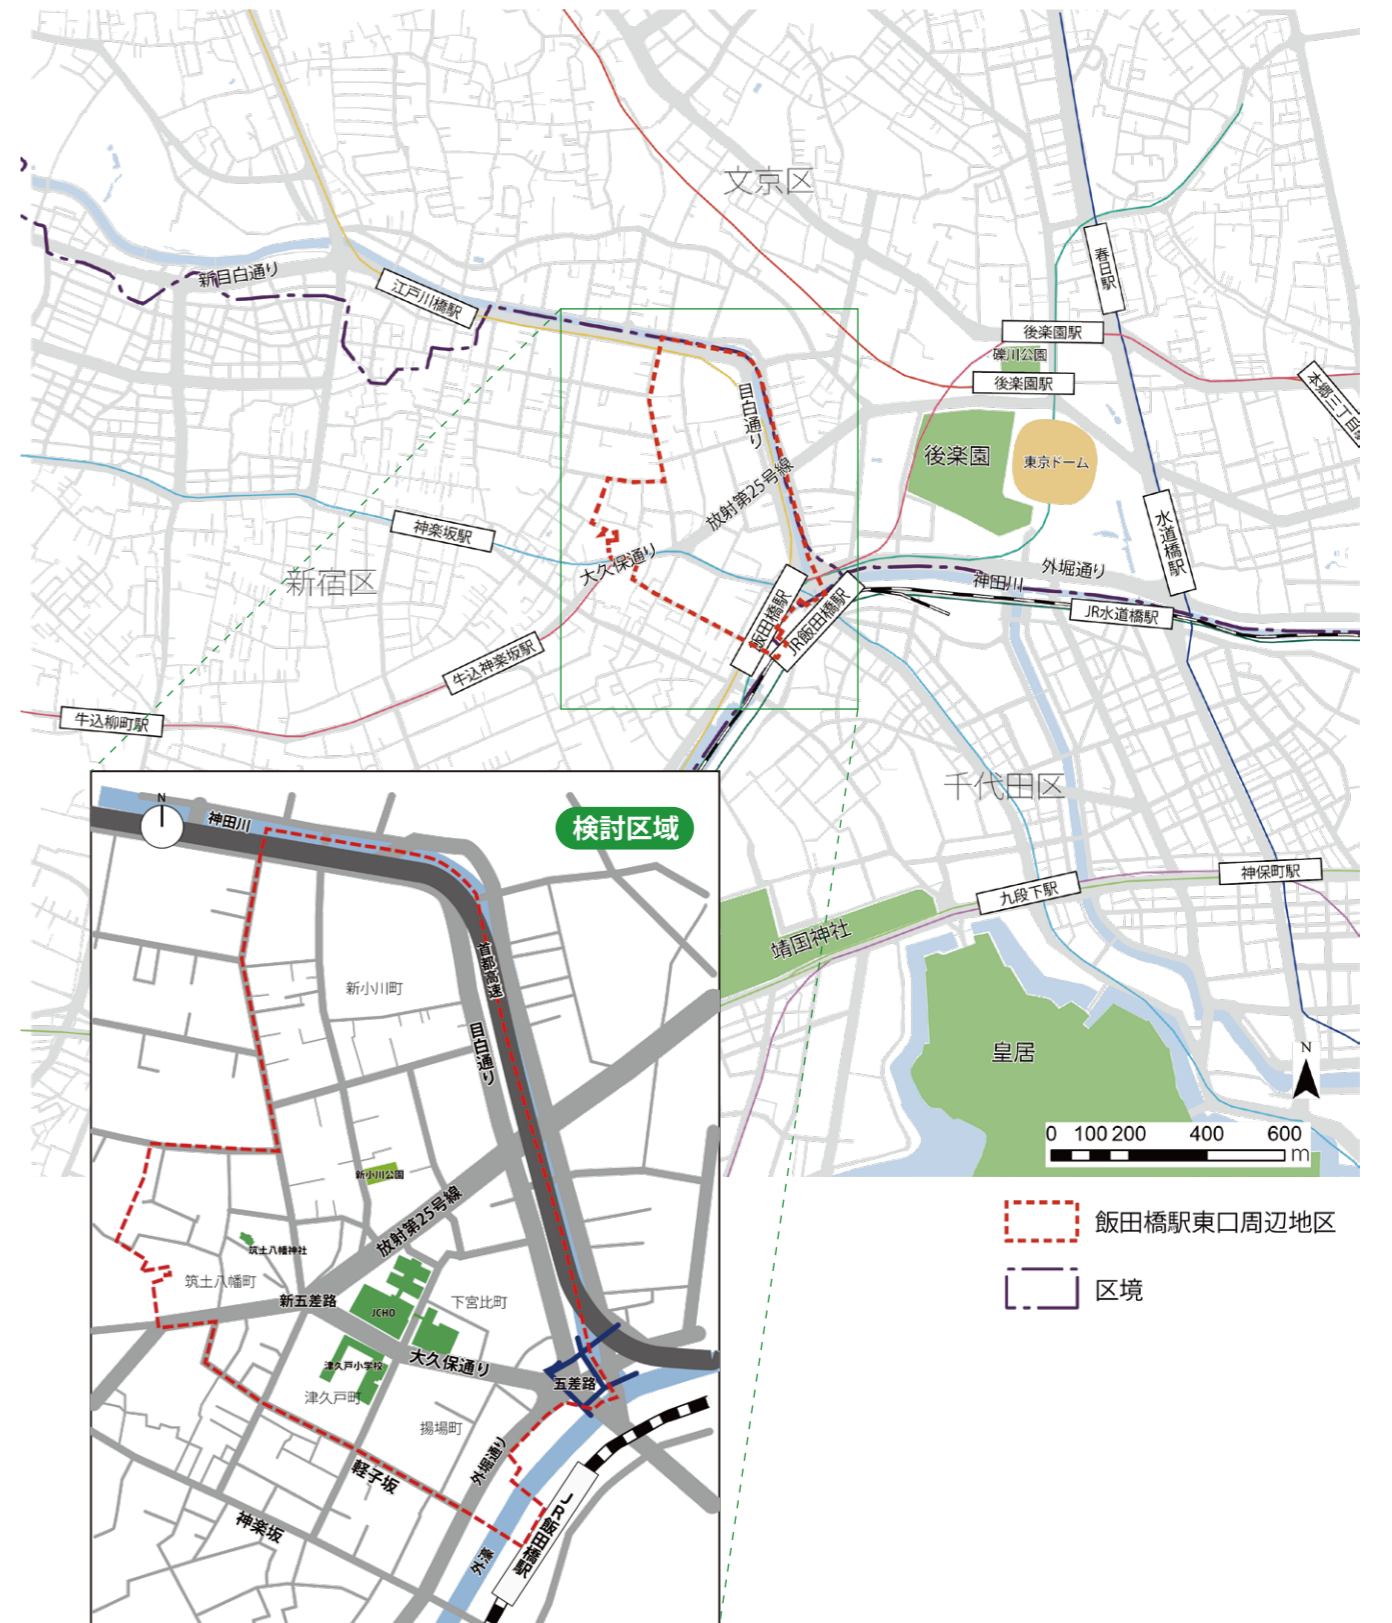 文京区
春日駅
新目白通り
江戸川橋駅
後楽園駅
礫川公園
後楽園駅
本郷三丁目駅
目白通り
後楽園
東京ドーム
放射第25号線
神楽坂駅
水道橋駅
大久保通り
外堀通り
新宿区
神田川
飯田橋駅
JR飯田橋駅
JR水道橋駅
牛込神楽坂駅
牛込柳町駅
千代田区
神保町駅
九段下駅
靖国神社
皇居
N
0 100 200 400 600
m
飯田橋駅東口周辺地区
区境
検討区域
N
神田川
首都高速
新小川町
目白通り
新小川公園
放射第25号線
筑土八幡神社
筑土八幡町
新五差路
JCHO
下宮比町
津久戸小学校
大久保通り
五差路
津久戸町
揚場町
外堀通り
軽子坂
神楽坂
JR飯田橋駅
外濠